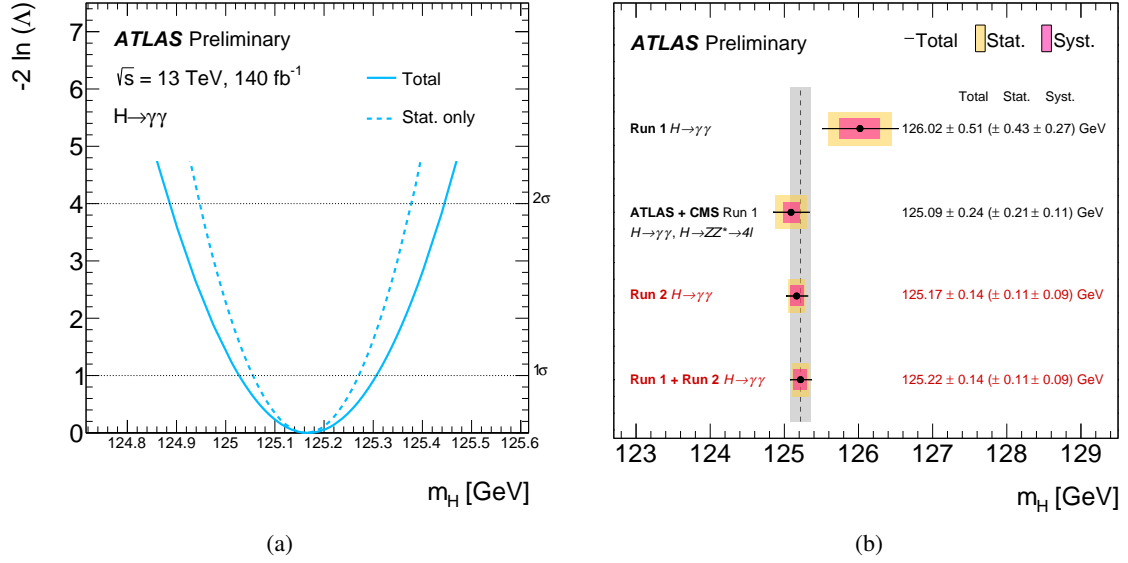 -2 ln (Λ)
7
6
5
4
3
2
1
0
ATLAS Preliminary
√s = 13 TeV, 140 fb-1
H→γγ
Total
Stat. only
2σ
1σ
124.8 124.9 125 125.1 125.2 125.3 125.4 125.5 125.6
mH [GeV]
(a)
ATLAS Preliminary
Total Stat. Syst.
Total Stat. Syst.
Run 1 H→γγ 126.02 ± 0.51 (± 0.43 ± 0.27) GeV
ATLAS + CMS Run 1 125.09 ± 0.24 (± 0.21 ± 0.11) GeV
H→γγ, H→ZZ*→4l
Run 2 H→γγ 125.17 ± 0.14 (± 0.11 ± 0.09) GeV
Run 1 + Run 2 H→γγ 125.22 ± 0.14 (± 0.11 ± 0.09) GeV
123 124 125 126 127 128 129
mH [GeV]
(b)